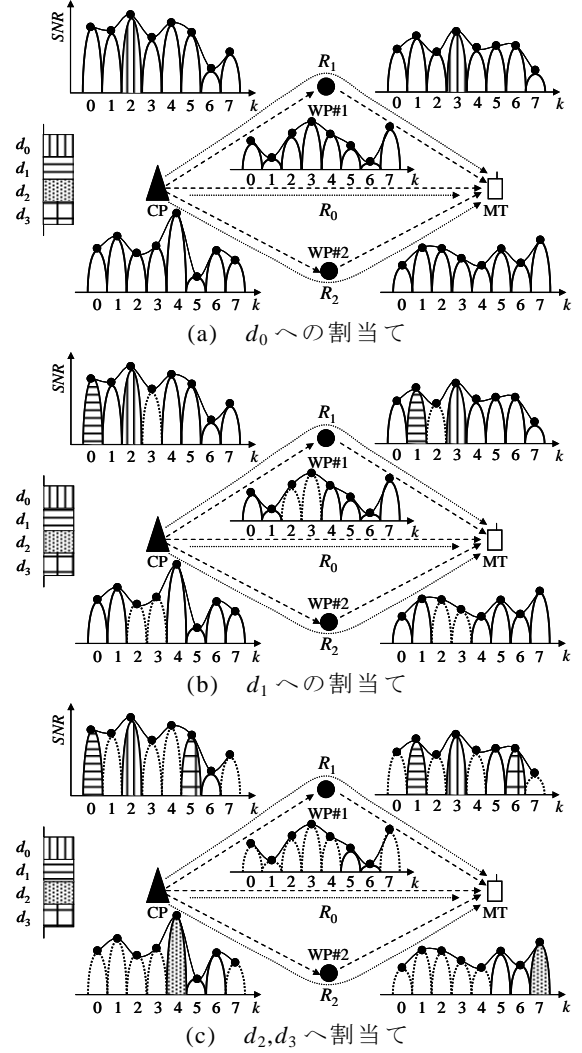 SNR
0 1 2 3 4 5 6 7 k
R1
WP#1
0 1 2 3 4 5 6 7 k
0 1 2 3 4 5 6 7 k
d0
d1
d2
d3
CP
R0
MT
WP#2
R2
0 1 2 3 4 5 6 7 k
0 1 2 3 4 5 6 7 k
(a) d0 への割当て
SNR
0 1 2 3 4 5 6 7 k
R1
WP#1
0 1 2 3 4 5 6 7 k
0 1 2 3 4 5 6 7 k
d0
d1
d2
d3
CP
R0
MT
WP#2
R2
0 1 2 3 4 5 6 7 k
0 1 2 3 4 5 6 7 k
(b) d1 への割当て
SNR
0 1 2 3 4 5 6 7 k
R1
WP#1
0 1 2 3 4 5 6 7 k
0 1 2 3 4 5 6 7 k
d0
d1
d2
d3
CP
R0
MT
WP#2
R2
0 1 2 3 4 5 6 7 k
0 1 2 3 4 5 6 7 k
(c) d2,d3 へ割当て